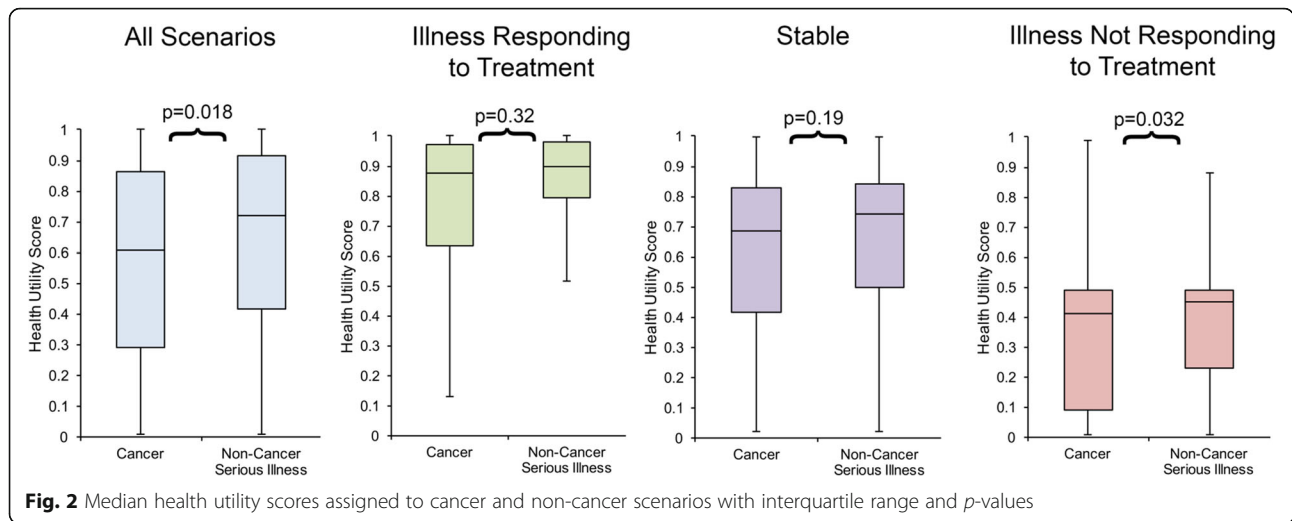 All Scenarios
p=0.018
Health Utility Score
1
0.9
0.8
0.7
0.6
0.5
0.4
0.3
0.2
0.1
0
Cancer
Non-Cancer
Serious Illness
Illness Responding
to Treatment
p=0.32
Health Utility Score
1
0.9
0.8
0.7
0.6
0.5
0.4
0.3
0.2
0.1
0
Cancer
Non-Cancer
Serious Illness
Stable
p=0.19
Health Utility Score
1
0.9
0.8
0.7
0.6
0.5
0.4
0.3
0.2
0.1
0
Cancer
Non-Cancer
Serious Illness
Illness Not Responding
to Treatment
p=0.032
Health Utility Score
1
0.9
0.8
0.7
0.6
0.5
0.4
0.3
0.2
0.1
0
Cancer
Non-Cancer
Serious Illness
Fig. 2 Median health utility scores assigned to cancer and non-cancer scenarios with interquartile range and p-values